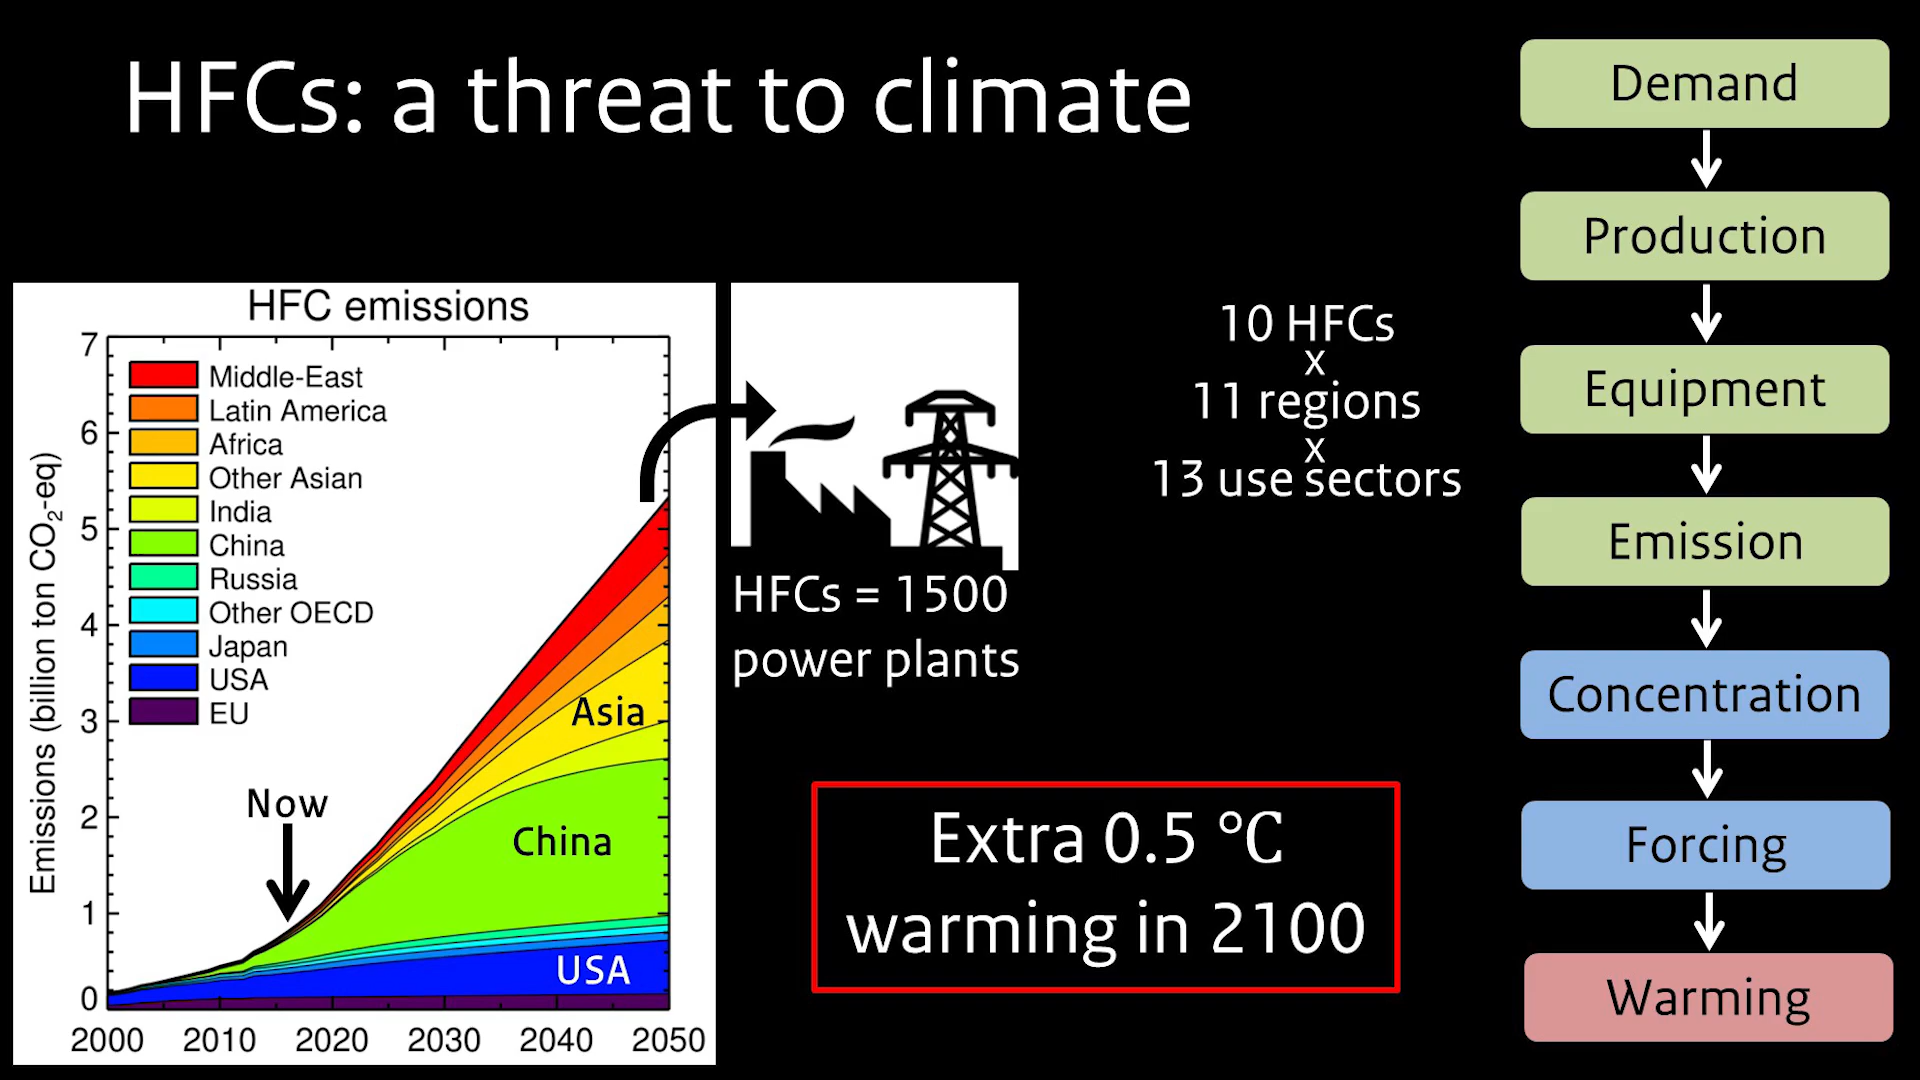 HFCs: a threat to climate
HFC emissions
Emissions (billion ton CO₂-eq)
7
6
5
4
3
2
1
0
Middle-East
Latin America
Africa
Other Asian
India
China
Russia
Other OECD
Japan
USA
EU
Now
Asia
China
USA
2000 2010 2020 2030 2040 2050
HFCs = 1500
power plants
10 HFCs
x
11 regions
x
13 use sectors
Extra 0.5 °C
warming in 2100
Demand
Production
Equipment
Emission
Concentration
Forcing
Warming